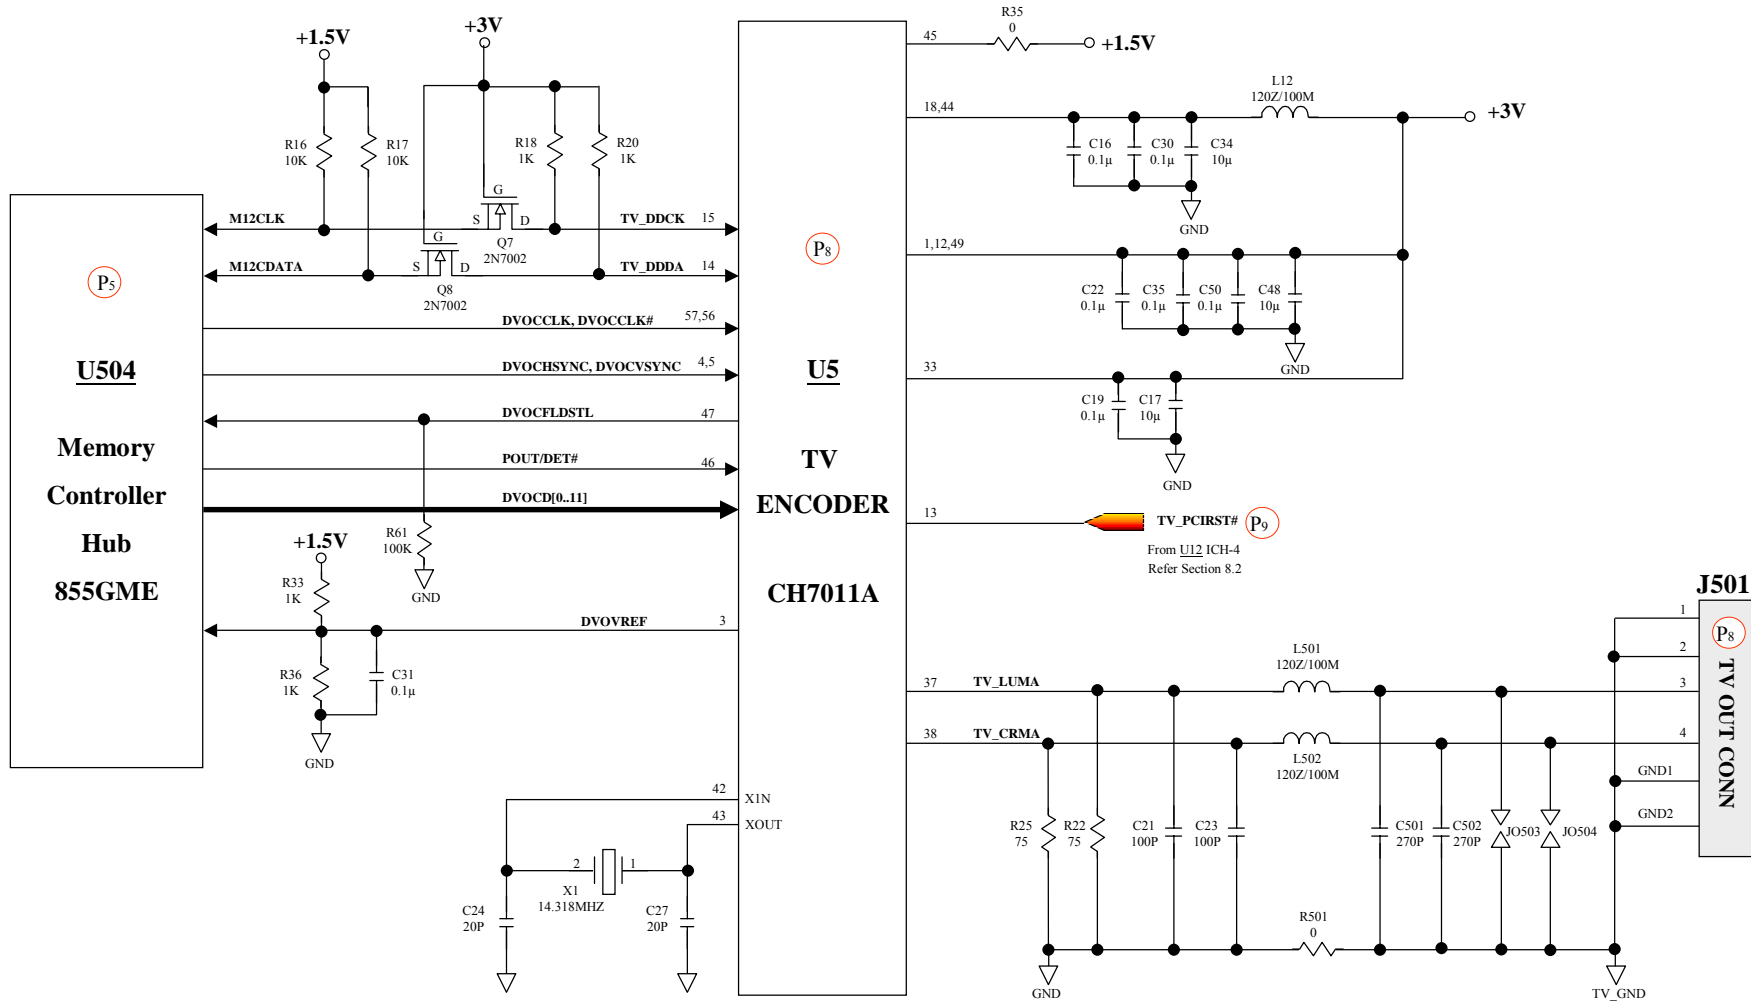 +1.5V
+3V
R16
10K
R17
10K
R18
1K
R20
1K
G
S
D
Q7
2N7002
G
S
D
Q8
2N7002
M12CLK
TV_DDCK
15
M12CDATA
TV_DDDA
14
DVOCCLK, DVOCCLK#
57,56
DVOCHSYNC, DVOCVSYNC
4,5
DVOCFLDSTL
47
POUT/DET#
46
DVOCD[0..11]
R61
100K
GND
+1.5V
R33
1K
DVOVREF
3
R36
1K
C31
0.1µ
GND
P5
U504
Memory
Controller
Hub
855GME
42
X1N
43
XOUT
2
1
X1
14.318MHZ
C24
20P
C27
20P
P8
U5
TV
ENCODER
CH7011A
45
R35
0
+1.5V
18,44
L12
120Z/100M
+3V
C16
0.1µ
C30
0.1µ
C34
10µ
GND
1,12,49
C22
0.1µ
C35
0.1µ
C50
0.1µ
C48
10µ
GND
33
C19
0.1µ
C17
10µ
GND
13
TV_PCIRST#
P9
From U12 ICH-4
Refer Section 8.2
37
TV_LUMA
L501
120Z/100M
38
TV_CRMA
L502
120Z/100M
R25
75
R22
75
C21
100P
C23
100P
C501
270P
C502
270P
JO503
JO504
R501
0
GND
TV_GND
J501
1
2
3
4
GND1
GND2
P8
TV OUT CONN